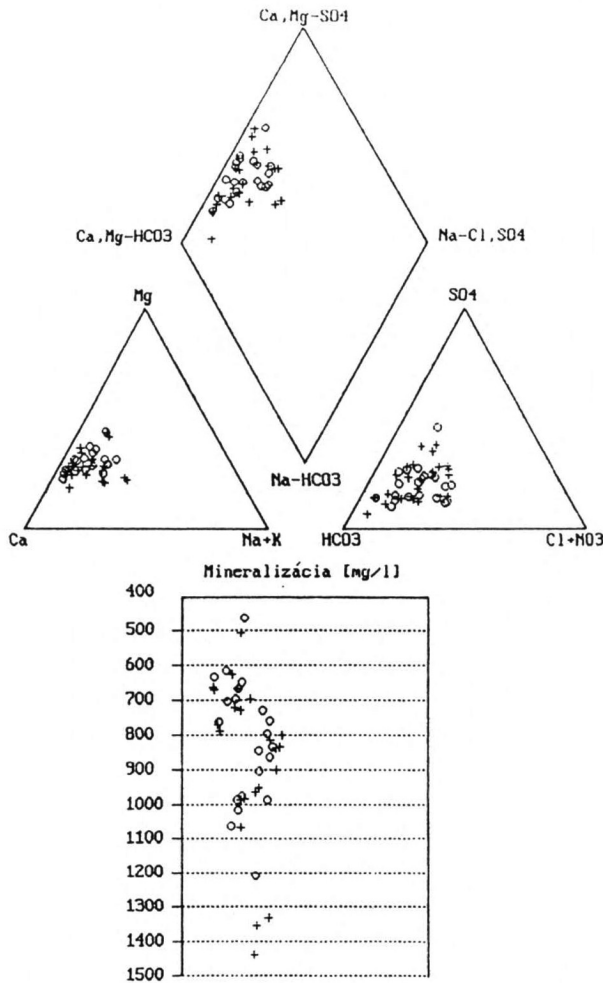 Ca,Mg-SO4
Ca,Mg-HCO3
Na-Cl,SO4
Mg
SO4
Na-HCO3
Ca
Na+K
HCO3
Cl+NO3
Mineralizácia [mg/l]
400
500
600
700
800
900
1000
1100
1200
1300
1400
1500